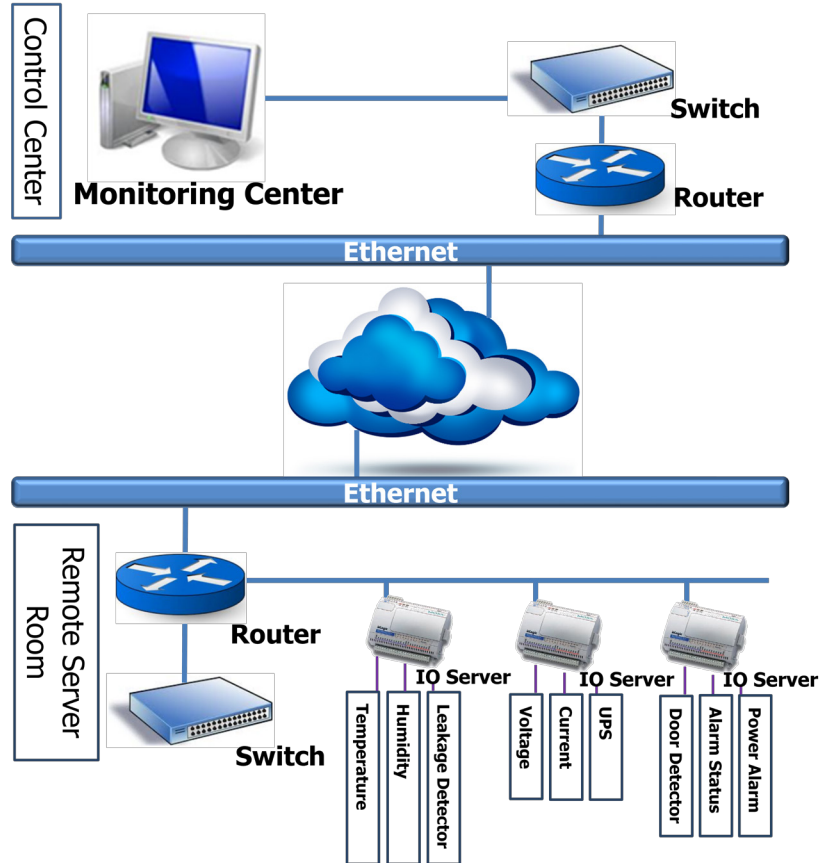 Control Center
Monitoring Center
Switch
Router
Ethernet
Ethernet
Remote Server
Room
Router
Switch
IO Server
IO Server
IO Server
Temperature
Humidity
Leakage Detector
Voltage
Current
UPS
Door Detector
Alarm Status
Power Alarm